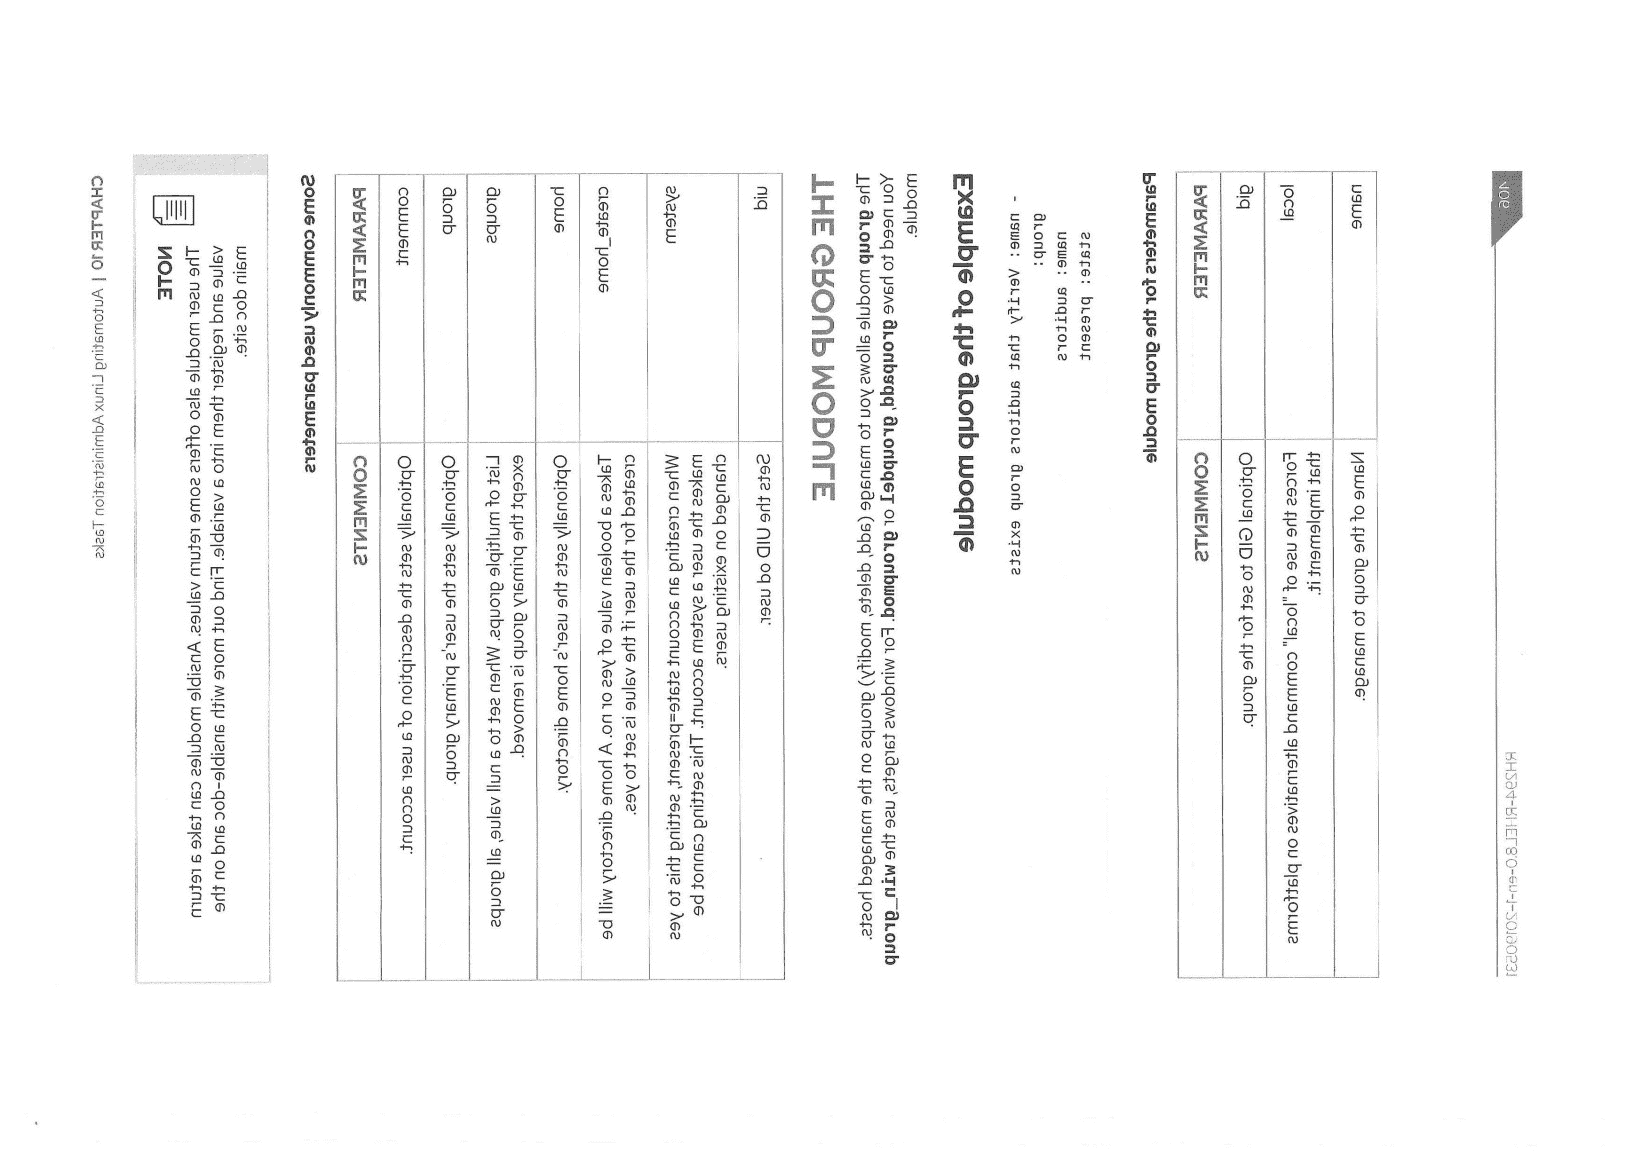 CHAPTER 10 | Automating Linux Administration Tasks
NOTE
The user module also offers some return values. Ansible modules can take a return
value and register them into a variable. Find out more with ansible-doc and on the
main doc site.
Some commonly used parameters
PARAMETER COMMENTS
comment Optionally sets the description of a user account.
group Optionally sets the user's primary group.
groups List of multiple groups. When set to a null value, all groups
except the primary group is removed.
home Optionally sets the user's home directory.
create_home Takes a boolean value of yes or no. A home directory will be
created for the user if the value is set to yes.
system When creating an account state=present, setting this to yes
makes the user a system account. This setting cannot be
changed on existing users.
uid Sets the UID od user.
THE GROUP MODULE
The group module allows you to manage (add, delete, modify) groups on the managed hosts.
You need to have groupadd, groupdel or groupmod. For windows targets, use the win_group
module.
Example of the group module
- name: Verify that auditors group exists
group:
name: auditors
state: present
Parameters for the group module
PARAMETER COMMENTS
gid Optional GID to set for the group.
local Forces the use of "local" command alternatives on platforms
that implement it.
name Name of the group to manage.
RH294-RHEL8.0-en-1-20190531